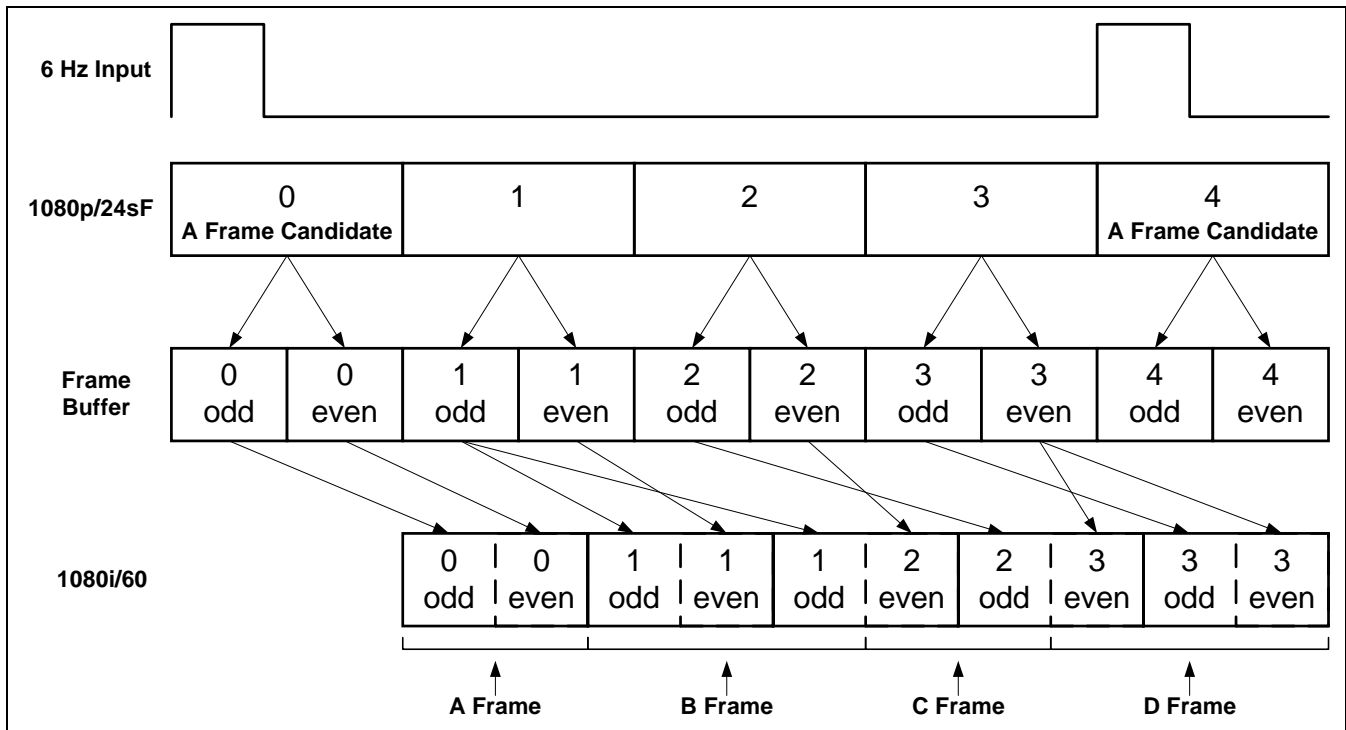 6 Hz Input
1080p/24sF
0
A Frame Candidate
1
2
3
4
A Frame Candidate
Frame
Buffer
0
odd
0
even
1
odd
1
even
2
odd
2
even
3
odd
3
even
4
odd
4
even
1080i/60
0
odd
0
even
1
odd
1
even
1
odd
2
even
2
odd
3
even
3
odd
3
even
A Frame
B Frame
C Frame
D Frame